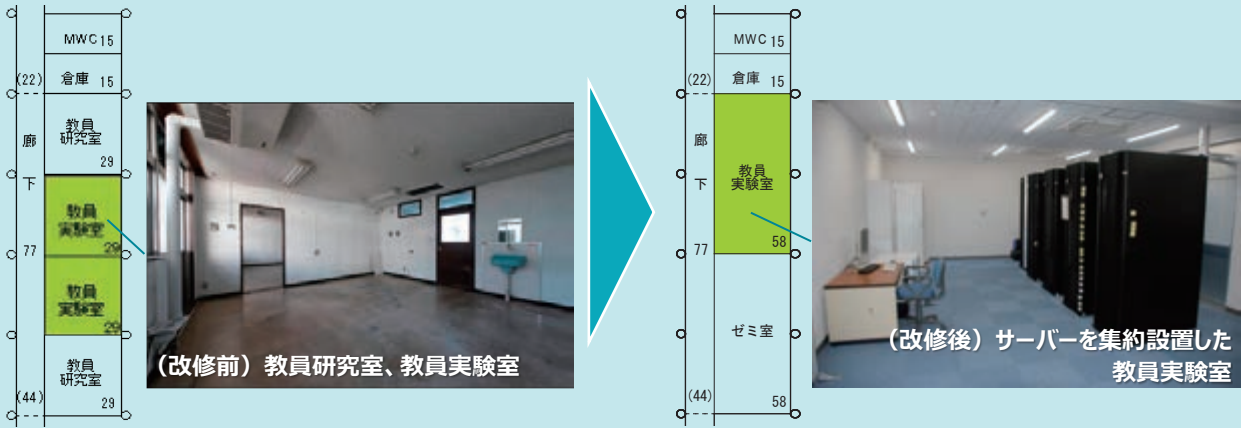 MWC 15
(22)
倉庫 15
教員
研究室
29
廊
下
77
教員
実験室
29
教員
実験室
29
教員
研究室
29
(44)
(改修前)教員研究室、教員実験室
MWC 15
(22)
倉庫 15
廊
下
77
教員
実験室
58
ゼミ室
58
(44)
(改修後)サーバーを集約設置した
教員実験室